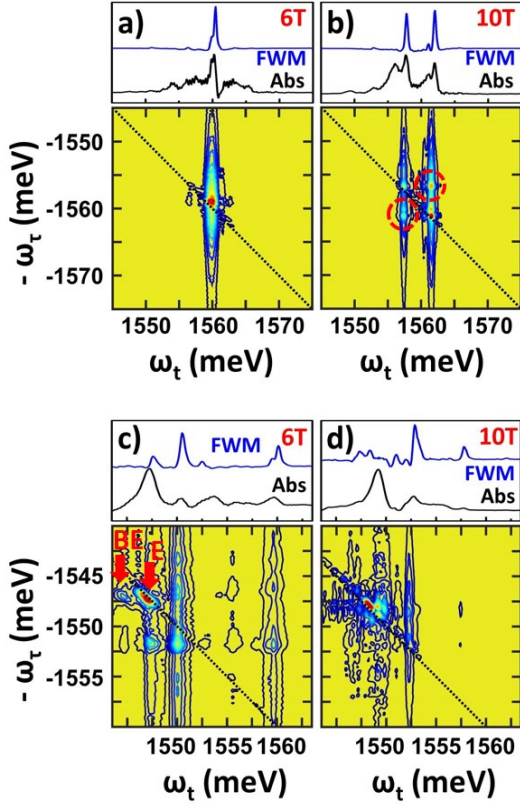 a) 6T
FWM
Abs
b) 10T
FWM
Abs
- ω_τ (meV)
-1550
-1560
-1570
1550 1560 1570
ω_t (meV)
1550 1560 1570
ω_t (meV)
c) FWM 6T
Abs
d) 10T
FWM
Abs
- ω_τ (meV)
-1545
-1550
-1555
BE
E
1550 1555 1560
ω_t (meV)
1550 1555 1560
ω_t (meV)